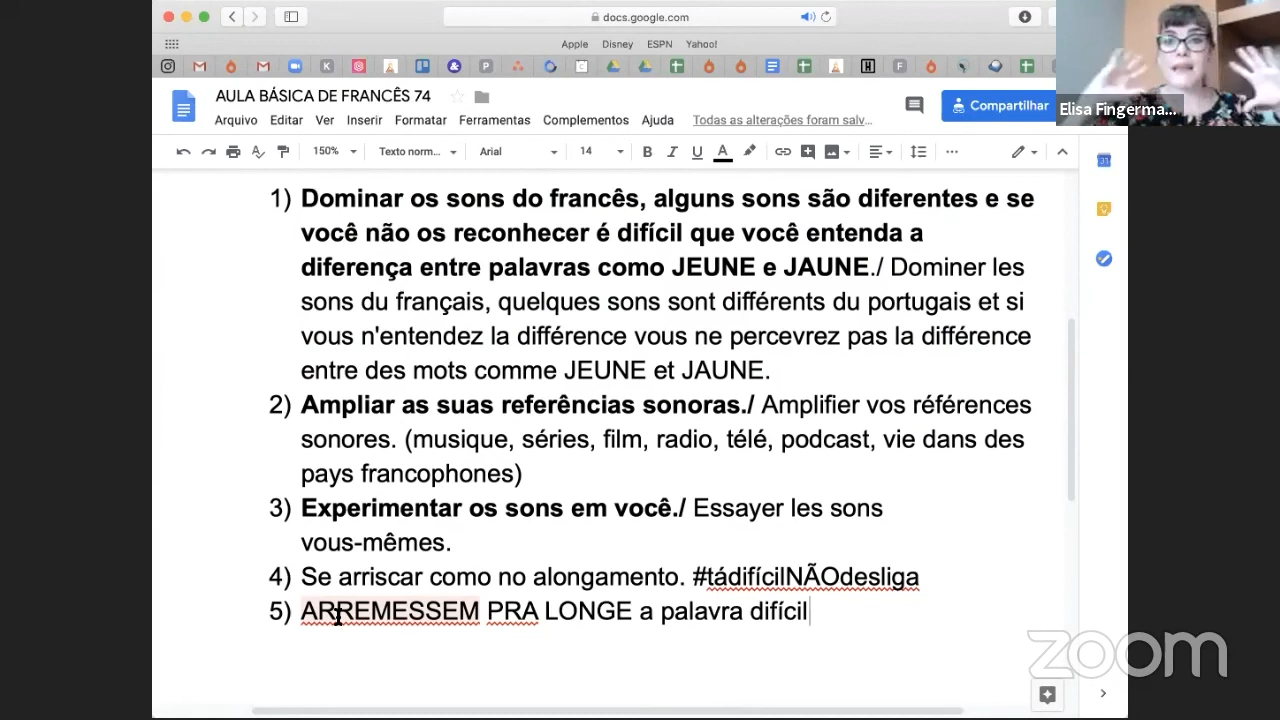 docs.google.com
Apple Disney ESPN Yahoo!
AULA BÁSICA DE FRANCÊS 74
Arquivo Editar Ver Inserir Formatar Ferramentas Complementos Ajuda Todas as alterações foram salv...
Compartilhar
Elisa Fingerma...
150% Texto norm... Arial 14 B I U A
1) Dominar os sons do francês, alguns sons são diferentes e se
você não os reconhecer é difícil que você entenda a
diferença entre palavras como JEUNE e JAUNE./ Dominer les
sons du français, quelques sons sont différents du portugais et si
vous n'entendez la différence vous ne percevrez pas la différence
entre des mots comme JEUNE et JAUNE.
2) Ampliar as suas referências sonoras./ Amplifier vos références
sonores. (musique, séries, film, radio, télé, podcast, vie dans des
pays francophones)
3) Experimentar os sons em você./ Essayer les sons
vous-mêmes.
4) Se arriscar como no alongamento. #tádifícilNÃOdesliga
5) ARREMESSEM PRA LONGE a palavra difícil
zoom